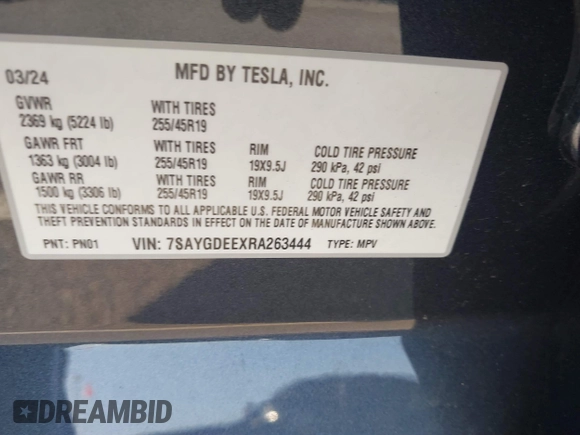 03/24 MFD BY TESLA, INC.
GVWR WITH TIRES
2369 kg (5224 lb) 255/45R19
GAWR FRT WITH TIRES RIM COLD TIRE PRESSURE
1363 kg (3004 lb) 255/45R19 19X9.5J 290 kPa, 42 psi
GAWR RR WITH TIRES RIM COLD TIRE PRESSURE
1500 kg (3306 lb) 255/45R19 19X9.5J 290 kPa, 42 psi
THIS VEHICLE CONFORMS TO ALL APPLICABLE U.S. FEDERAL MOTOR VEHICLE SAFETY AND
THEFT PREVENTION STANDARDS IN EFFECT ON THE DATE OF MANUFACTURE SHOWN ABOVE.
PNT: PN01 VIN: 7SAYGDEEXRA263444 TYPE: MPV
DREAMBID